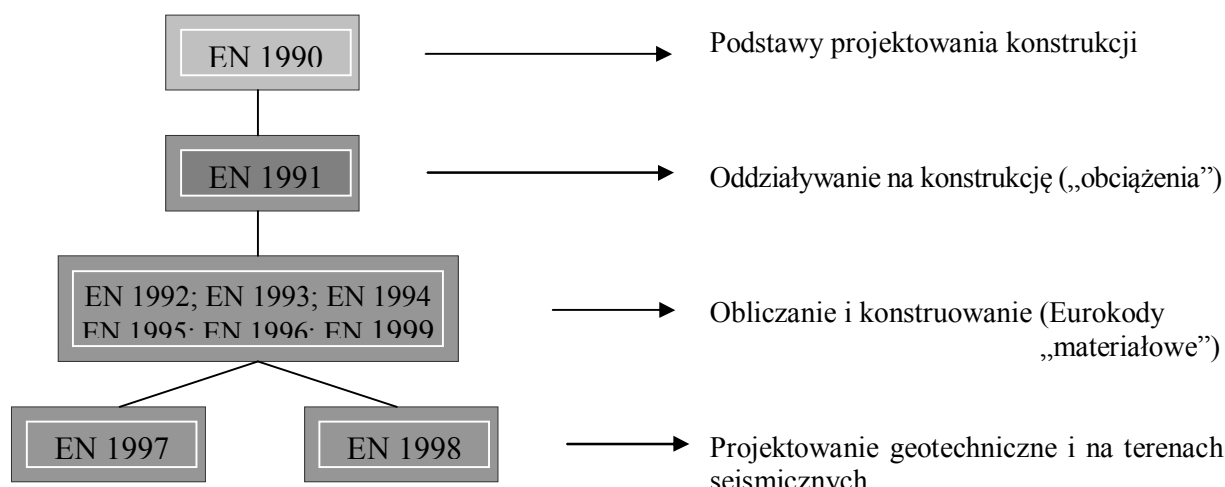 EN 1990
Podstawy projektowania konstrukcji
EN 1991
Oddziaływanie na konstrukcję („obciążenia”)
EN 1992; EN 1993; EN 1994
EN 1995; EN 1996; EN 1999
Obliczanie i konstruowanie (Eurokody
„materiałowe”)
EN 1997
EN 1998
Projektowanie geotechniczne i na terenach
sejsmicznych